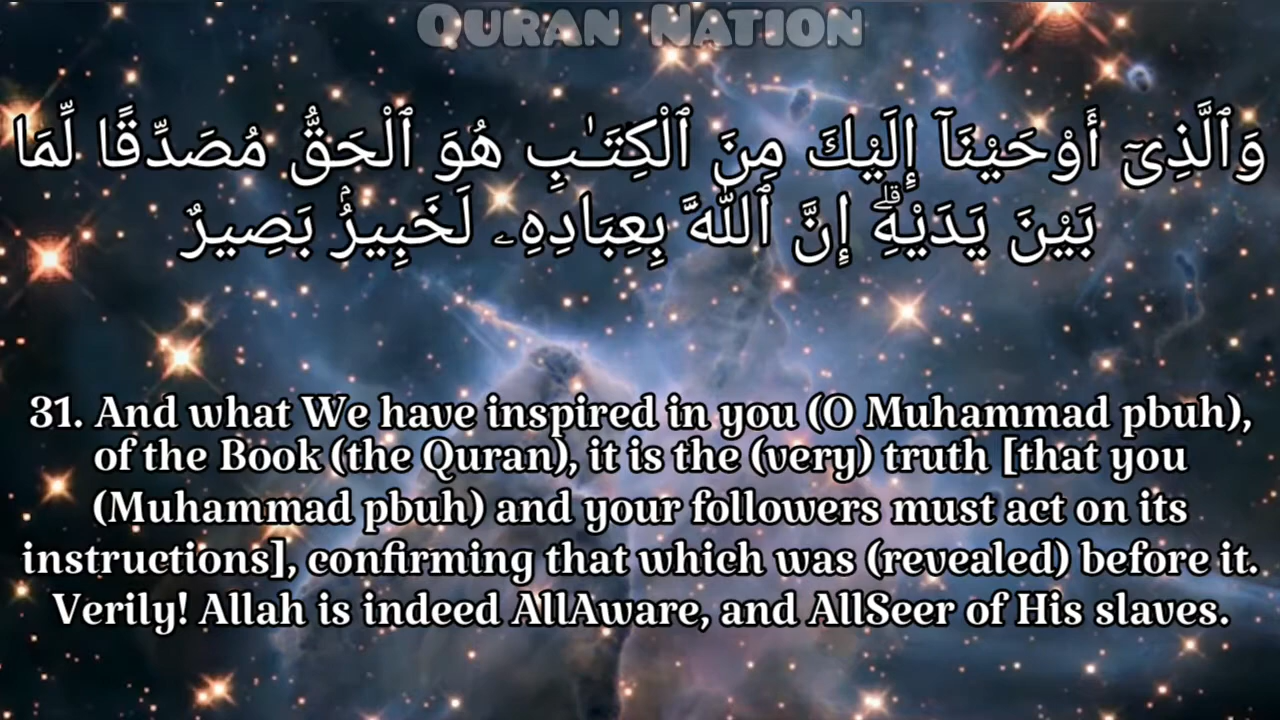 QURAN NATION
وَٱلَّذِىٓ أَوْحَيْنَآ إِلَيْكَ مِنَ ٱلْكِتَـٰبِ هُوَ ٱلْحَقُّ مُصَدِّقًا لِّمَا
بَيْنَ يَدَيْهِۗ إِنَّ ٱللَّهَ بِعِبَادِهِۦ لَخَبِيرُۢ بَصِيرٌ
31. And what We have inspired in you (O Muhammad pbuh),
of the Book (the Quran), it is the (very) truth [that you
(Muhammad pbuh) and your followers must act on its
instructions], confirming that which was (revealed) before it.
Verily! Allah is indeed AllAware, and AllSeer of His slaves.